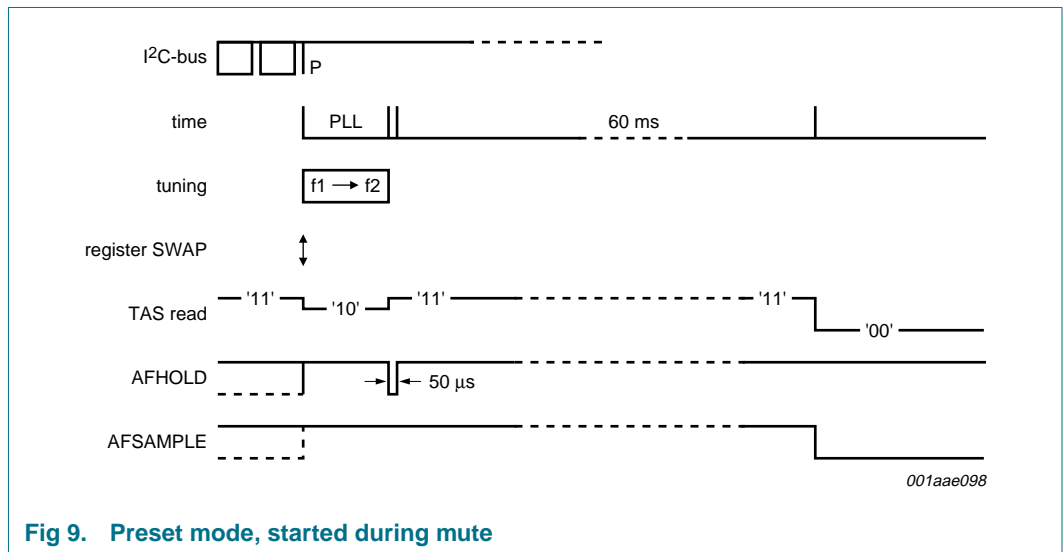 I²C-bus
P
time PLL 60 ms
tuning f1 → f2
register SWAP
TAS read '11' '10' '11' '11' '00'
AFHOLD 50 μs
AFSAMPLE
001aae098
Fig 9. Preset mode, started during mute